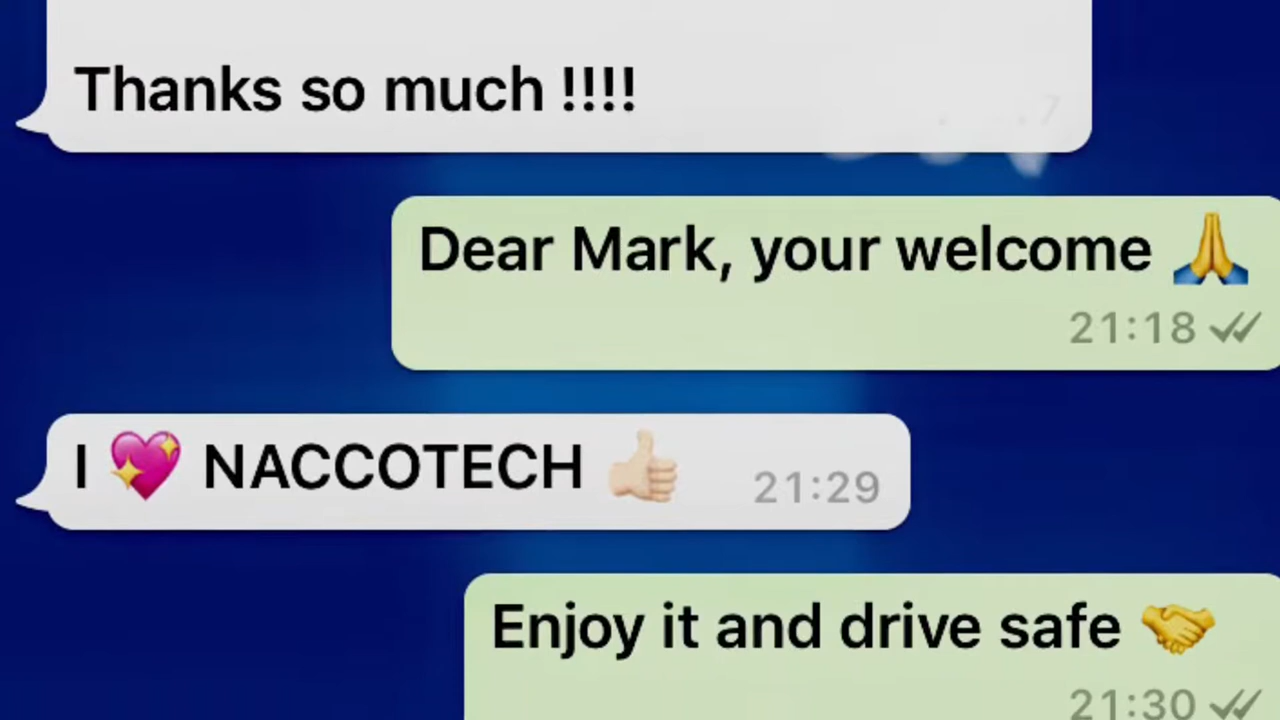 Thanks so much !!!!
Dear Mark, your welcome 🙏
21:18
I 💖 NACCOTECH 👍🏻 21:29
Enjoy it and drive safe 🤝
21:30